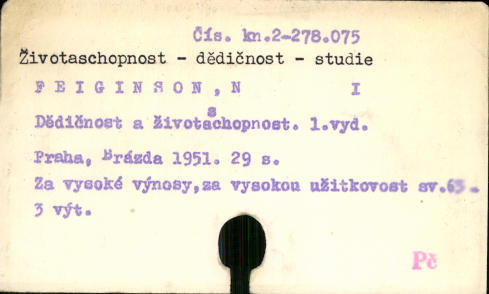 Čís. kn.2-278.075
Životaschopnost - dědičnost - studie
FEIGINSON,N I
Dědičnost a životaschopnost. 1.vyd.
Praha, Brázda 1951. 29 s.
Za vysoké výnosy,za vysokou užitkovost sv.63.
3 výt.
Pč